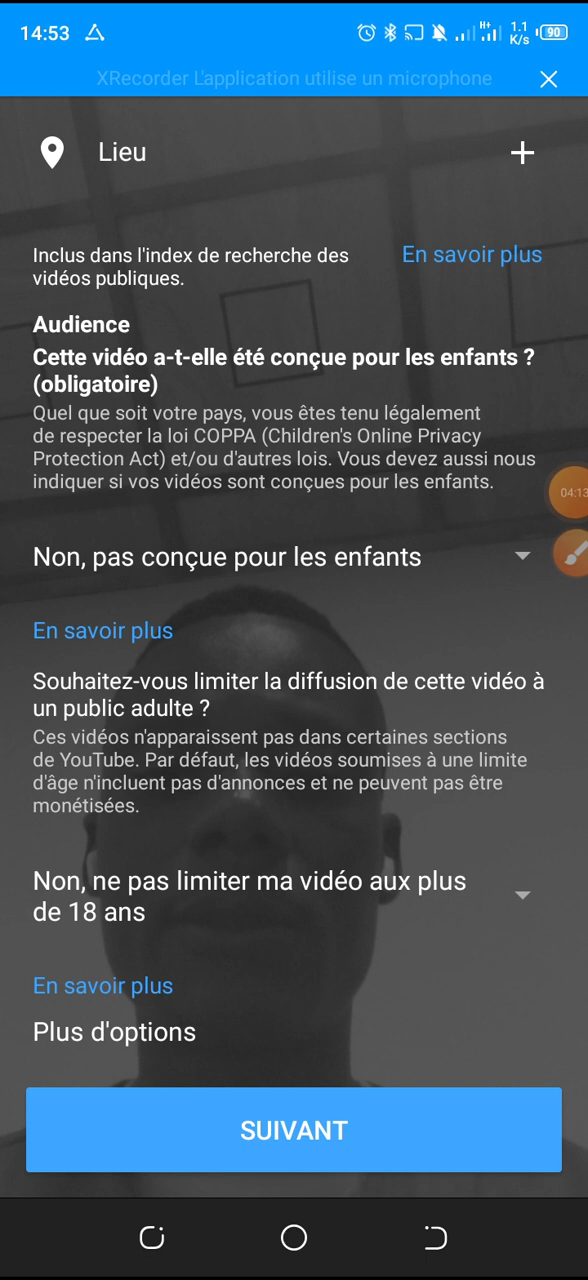 14:53
H+
1.1
K/s
90
XRecorder L'application utilise un microphone
Lieu
Inclus dans l'index de recherche des
vidéos publiques.
En savoir plus
Audience
Cette vidéo a-t-elle été conçue pour les enfants ?
(obligatoire)
Quel que soit votre pays, vous êtes tenu légalement
de respecter la loi COPPA (Children's Online Privacy
Protection Act) et/ou d'autres lois. Vous devez aussi nous
indiquer si vos vidéos sont conçues pour les enfants.
04:13
Non, pas conçue pour les enfants
En savoir plus
Souhaitez-vous limiter la diffusion de cette vidéo à
un public adulte ?
Ces vidéos n'apparaissent pas dans certaines sections
de YouTube. Par défaut, les vidéos soumises à une limite
d'âge n'incluent pas d'annonces et ne peuvent pas être
monétisées.
Non, ne pas limiter ma vidéo aux plus
de 18 ans
En savoir plus
Plus d'options
SUIVANT